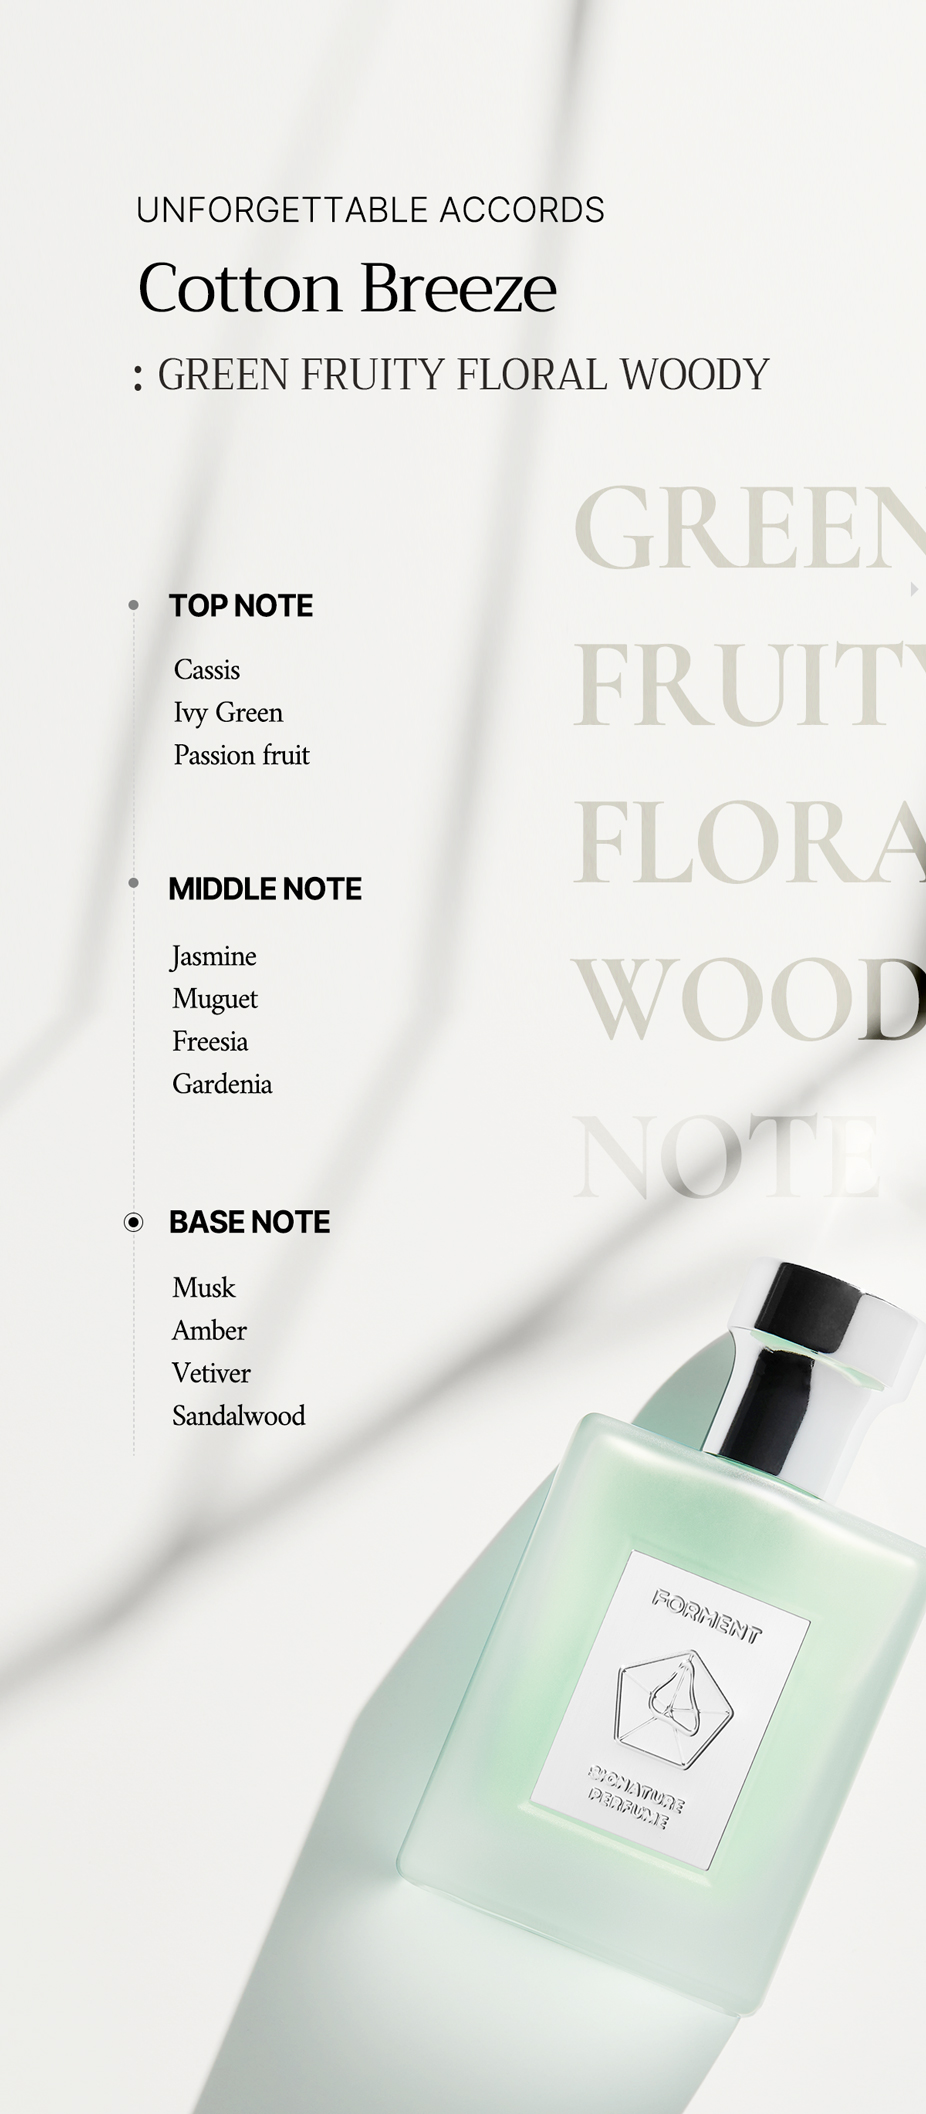 UNFORGETTABLE ACCORDS
Cotton Breeze
: GREEN FRUITY FLORAL WOODY
GREEN
FRUITY
FLORA
WOOD
NOTE
TOP NOTE
Cassis
Ivy Green
Passion fruit
MIDDLE NOTE
Jasmine
Muguet
Freesia
Gardenia
BASE NOTE
Musk
Amber
Vetiver
Sandalwood
FORMENT
SIGNATURE
PERFUME